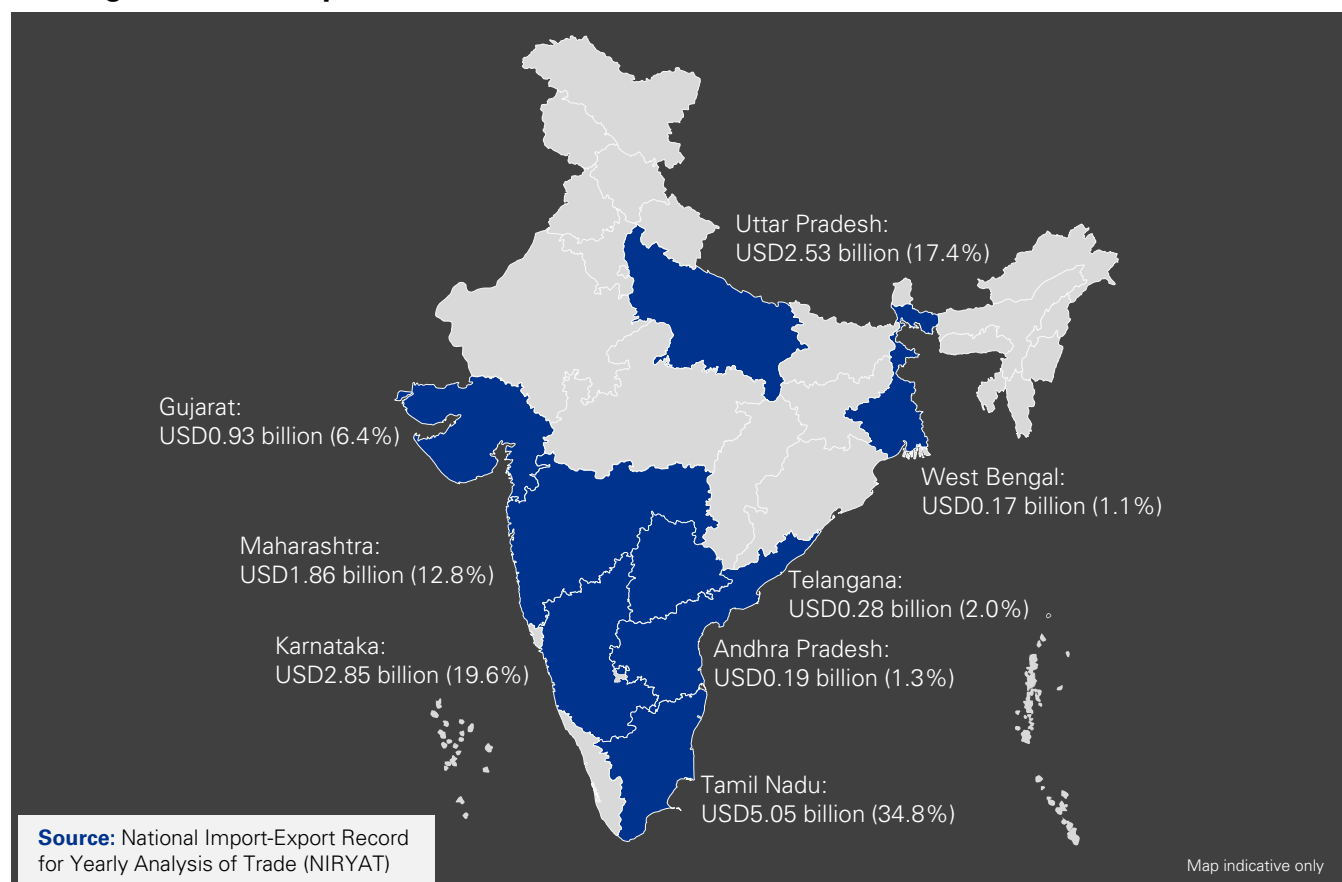 Uttar Pradesh:
USD2.53 billion (17.4%)
Gujarat:
USD0.93 billion (6.4%)
West Bengal:
USD0.17 billion (1.1%)
Maharashtra:
USD1.86 billion (12.8%)
Telangana:
USD0.28 billion (2.0%)
Karnataka:
USD2.85 billion (19.6%)
Andhra Pradesh:
USD0.19 billion (1.3%)
Tamil Nadu:
USD5.05 billion (34.8%)
Source: National Import-Export Record
for Yearly Analysis of Trade (NIRYAT)
Map indicative only